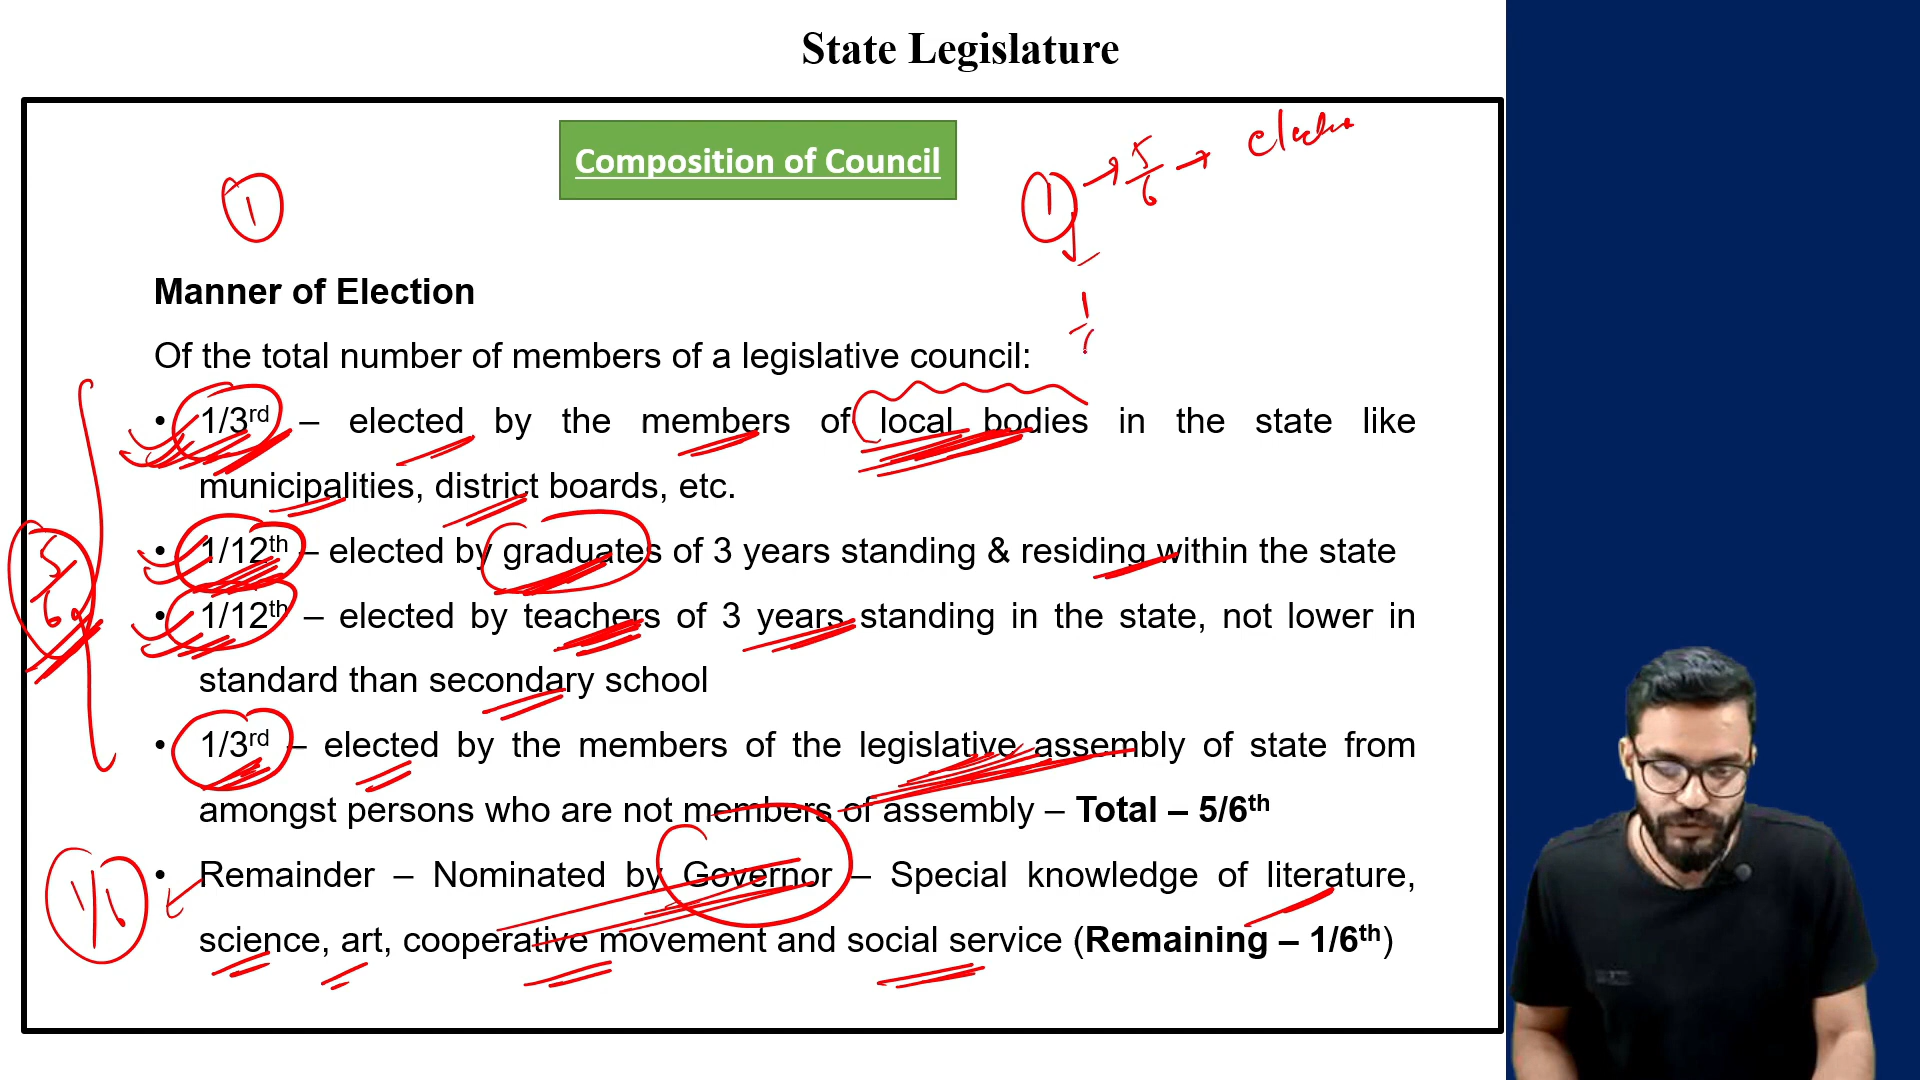 State Legislature
Composition of Council
1
1 → 5/6 →
1
Manner of Election
Of the total number of members of a legislative council:
• 1/3rd – elected by the members of local bodies in the state like
municipalities, district boards, etc.
• 1/12th – elected by graduates of 3 years standing & residing within the state
5/6
• 1/12th – elected by teachers of 3 years standing in the state, not lower in
standard than secondary school
• 1/3rd – elected by the members of the legislative assembly of state from
amongst persons who are not members of assembly – Total – 5/6th
1/6
• Remainder – Nominated by Governor – Special knowledge of literature,
science, art, cooperative movement and social service (Remaining – 1/6th)